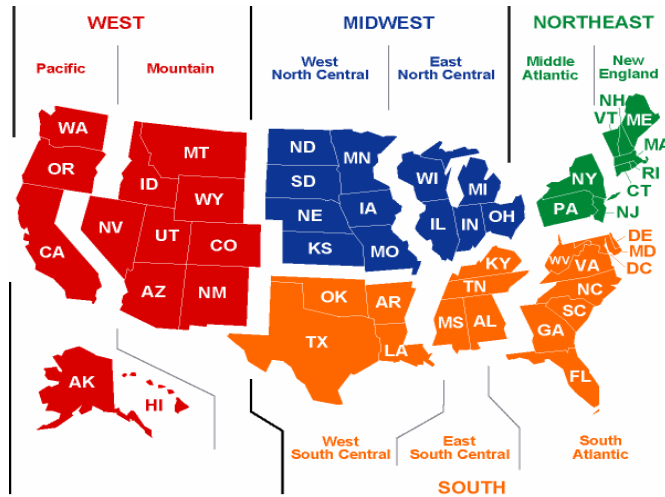 WEST
MIDWEST
NORTHEAST
Pacific
Mountain
West
North Central
East
North Central
Middle
Atlantic
New
England
WA
OR
CA
MT
ID
WY
NV
UT
CO
AZ
NM
AK
HI
ND
SD
NE
KS
MN
IA
MO
WI
MI
IL
IN
OH
NH
VT
ME
MA
RI
CT
NY
PA
NJ
OK
TX
AR
LA
KY
TN
MS
AL
DE
MD
DC
WV
VA
NC
SC
GA
FL
West
South Central
East
South Central
South Atlantic
SOUTH